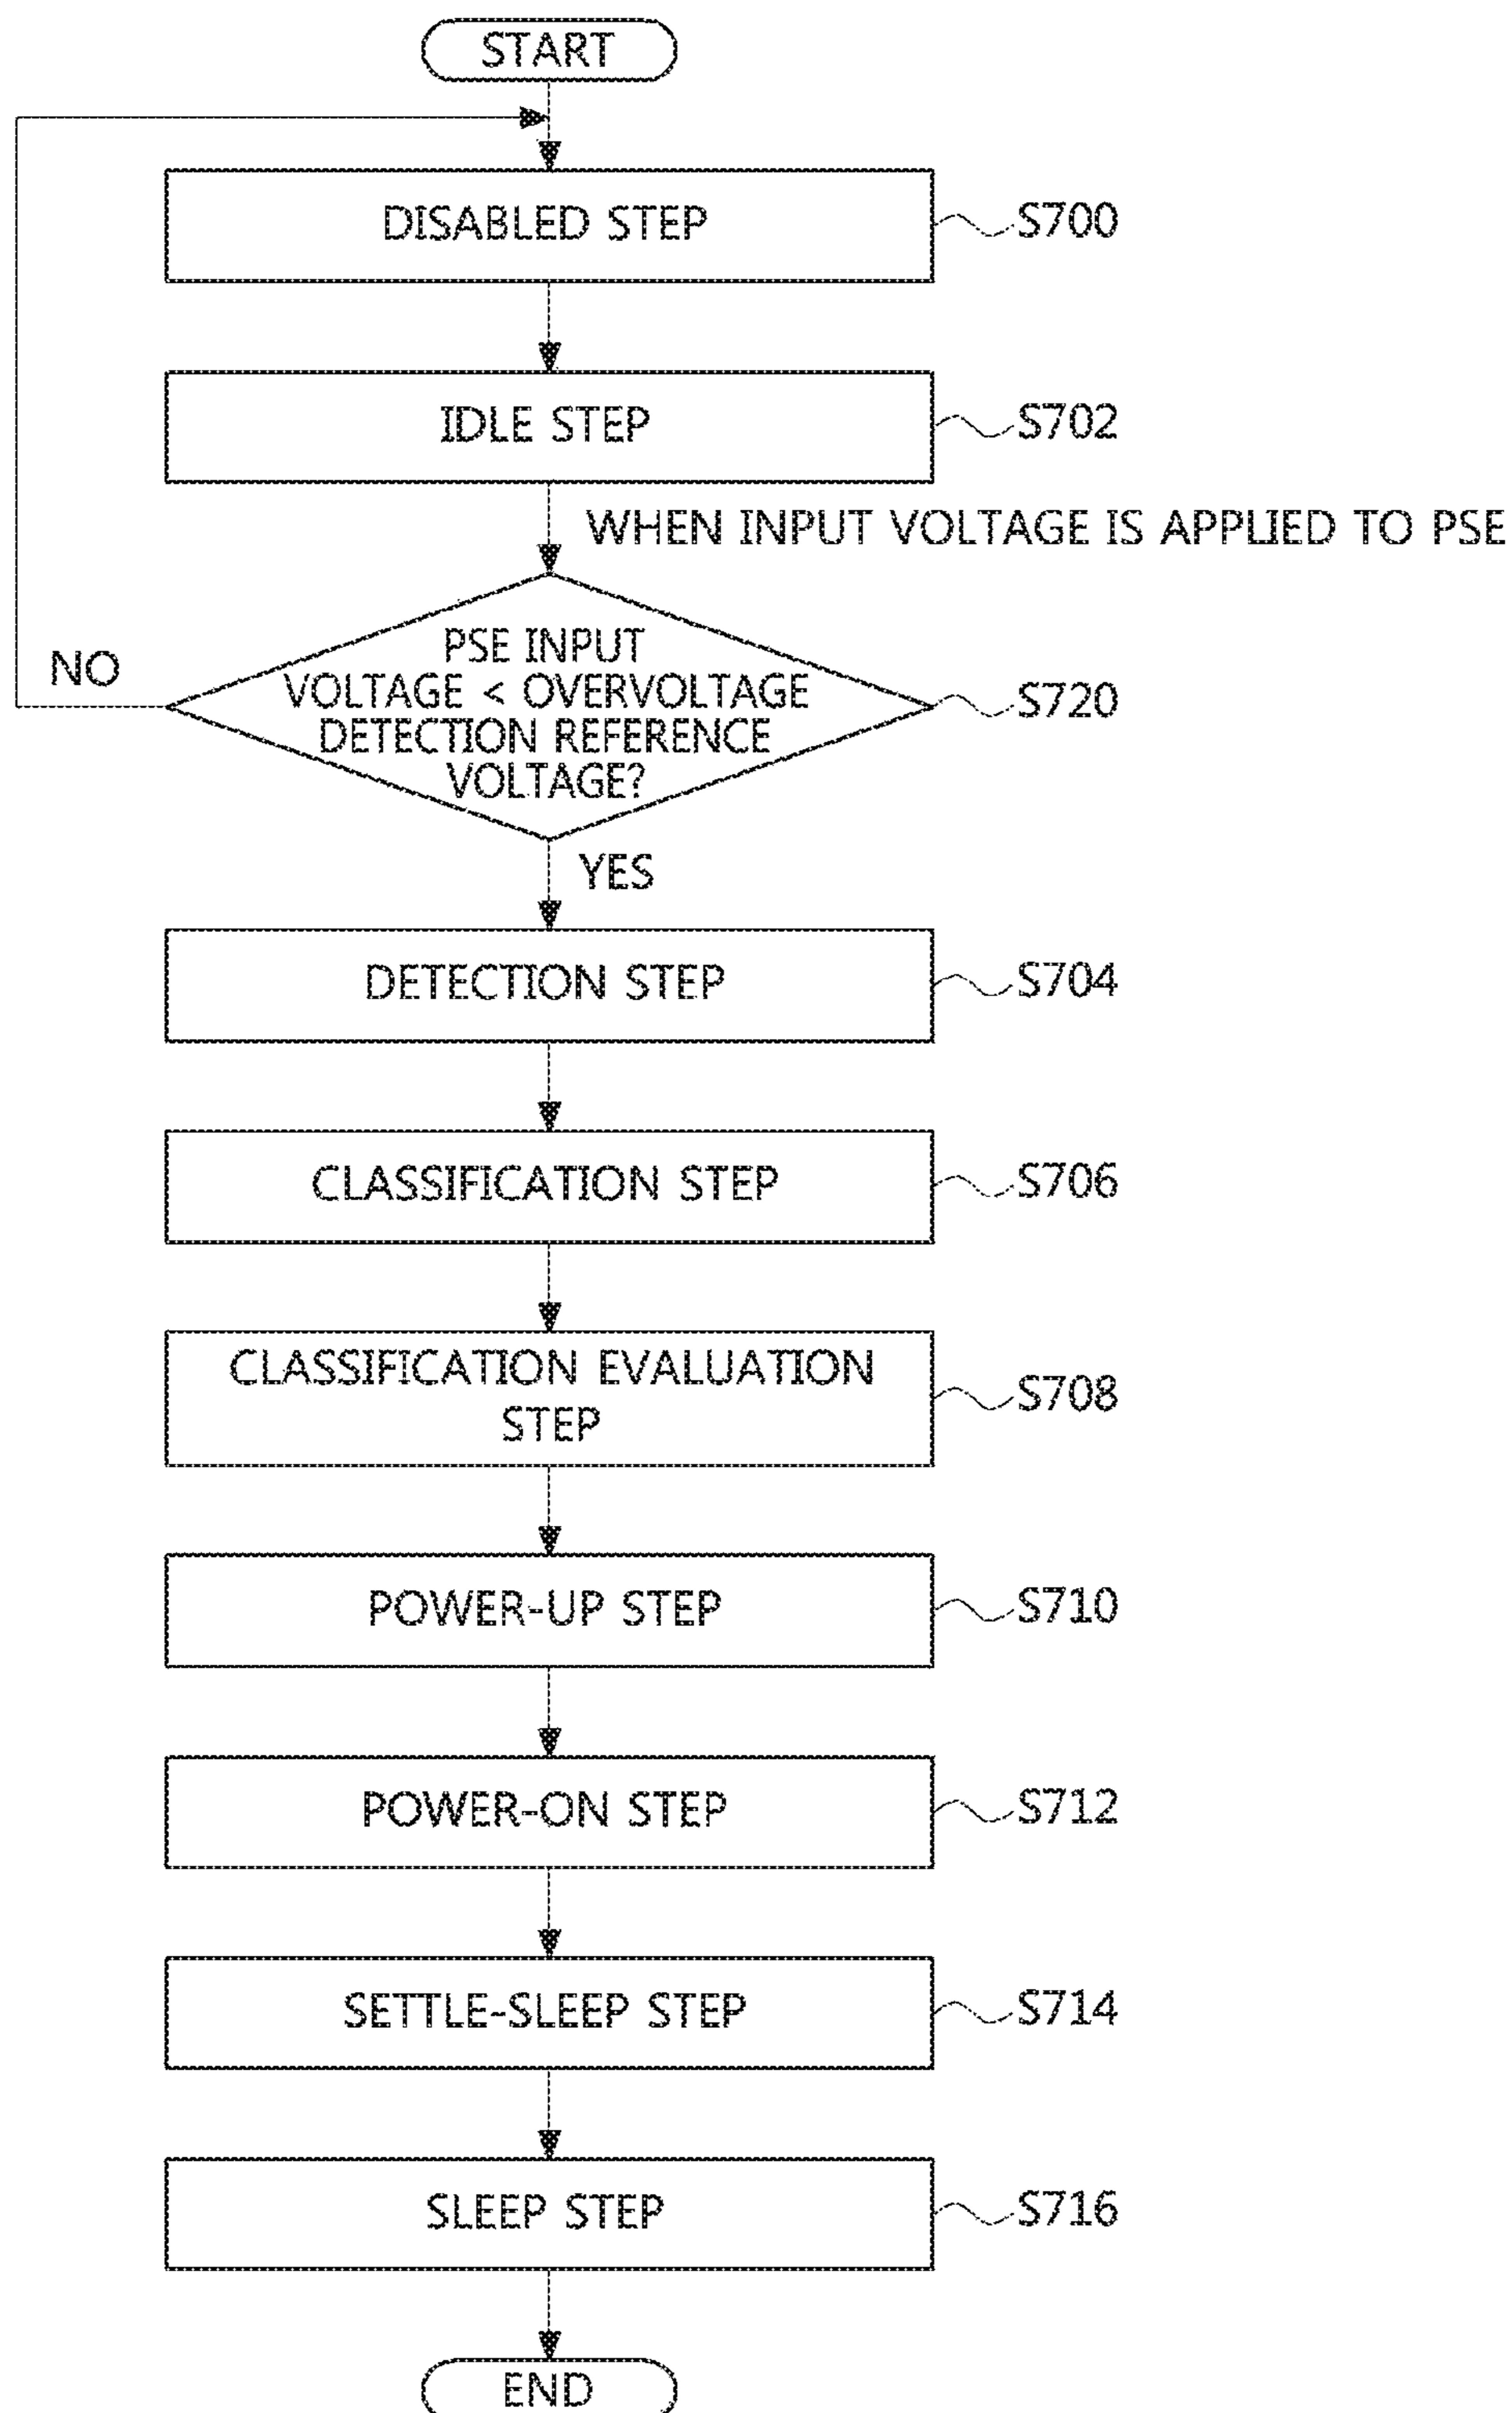 START
DISABLED STEP
S700
IDLE STEP
S702
WHEN INPUT VOLTAGE IS APPLIED TO PSE
NO
PSE INPUT
VOLTAGE < OVERVOLTAGE
DETECTION REFERENCE
VOLTAGE?
S720
YES
DETECTION STEP
S704
CLASSIFICATION STEP
S706
CLASSIFICATION EVALUATION
STEP
S708
POWER-UP STEP
S710
POWER-ON STEP
S712
SETTLE-SLEEP STEP
S714
SLEEP STEP
S716
END